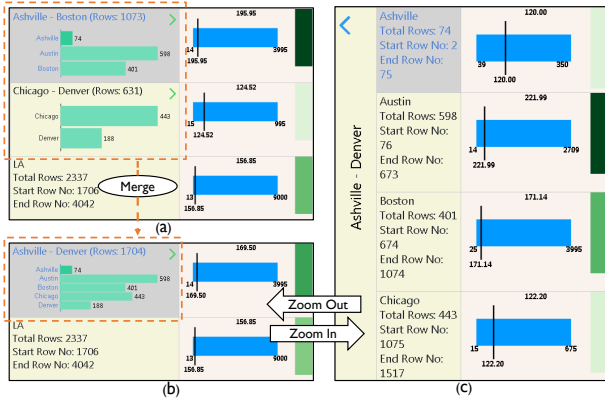 Ashville - Boston (Rows: 1073)
Ashville 74
Austin 598
Boston 401
195.95
14 3995
195.95
Chicago - Denver (Rows: 631)
Chicago 443
Denver 188
124.52
15 995
124.52
LA
Total Rows: 2337
Start Row No: 1706
End Row No: 4042
156.85
13 9000
156.85
Merge
(a)
Ashville - Denver (Rows: 1704)
Ashville 74
Austin 598
Boston 401
Chicago 443
Denver 188
169.50
14 3995
169.50
LA
Total Rows: 2337
Start Row No: 1706
End Row No: 4042
156.85
13 9000
156.85
(b)
Zoom Out
Zoom In
Ashville - Denver
Ashville
Total Rows: 74
Start Row No: 2
End Row No:
75
120.00
39 350
120.00
Austin
Total Rows: 598
Start Row No:
76
End Row No:
673
221.99
14 2709
221.99
Boston
Total Rows: 401
Start Row No:
674
End Row No:
1074
171.14
25 3995
171.14
Chicago
Total Rows: 443
Start Row No:
1075
End Row No:
1517
122.20
15 675
122.20
(c)